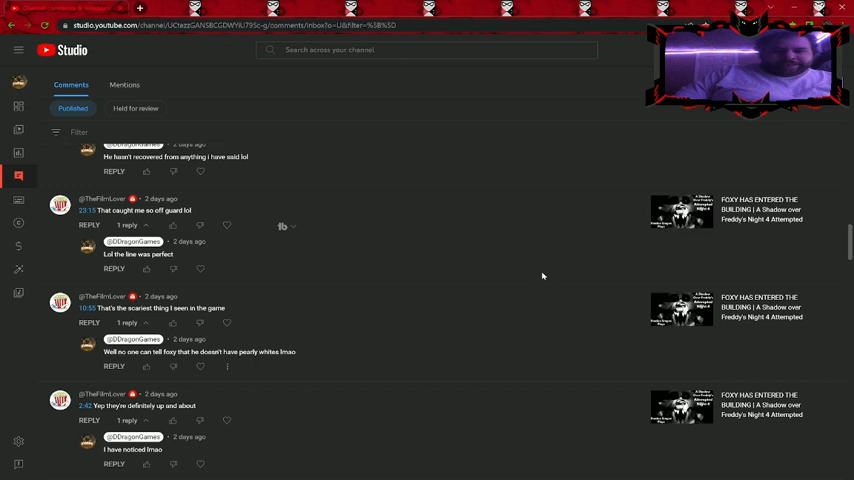 studio.youtube.com/channel/UCtezzGANSBCGDWYiU79Sc-g/comments/inbox?o=U&filter=%5B%5D
Studio
Search across your channel
Comments
Mentions
Published
Held for review
Filter
@DDragonGames • 2 days ago
He hasn't recovered from anything i have said lol
REPLY
@TheFilmLover 2 days ago
23:15 That caught me so off guard lol
REPLY 1 reply
@DDragonGames • 2 days ago
Lol the line was perfect
REPLY
FOXY HAS ENTERED THE
BUILDING | A Shadow over
Freddy's Night 4 Attempted
@TheFilmLover 2 days ago
10:55 That's the scariest thing I seen in the game
REPLY 1 reply
@DDragonGames • 2 days ago
Well no one can tell foxy that he doesn't have pearly whites lmao
REPLY
FOXY HAS ENTERED THE
BUILDING | A Shadow over
Freddy's Night 4 Attempted
@TheFilmLover 2 days ago
2:42 Yep they're definitely up and about
REPLY 1 reply
@DDragonGames • 2 days ago
I have noticed lmao
REPLY
FOXY HAS ENTERED THE
BUILDING | A Shadow over
Freddy's Night 4 Attempted